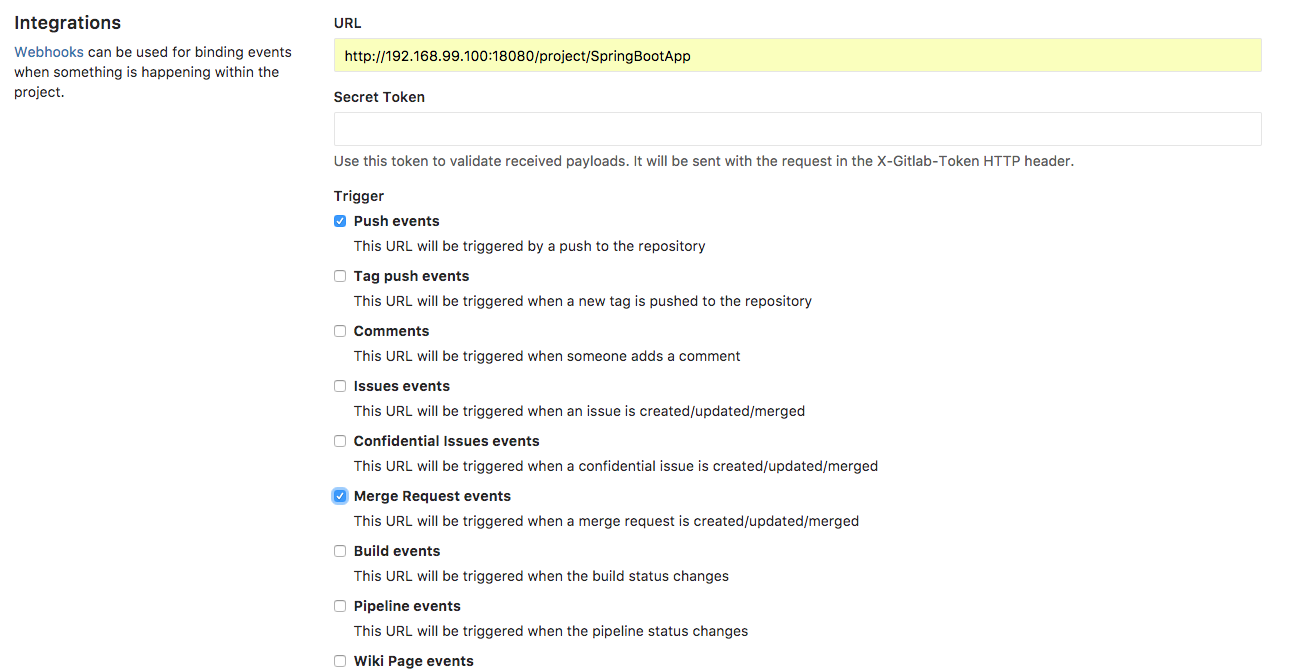 Integrations
Webhooks can be used for binding events
when something is happening within the
project.
URL
http://192.168.99.100:18080/project/SpringBootApp
Secret Token
Use this token to validate received payloads. It will be sent with the request in the X-Gitlab-Token HTTP header.
Trigger
Push events
This URL will be triggered by a push to the repository
Tag push events
This URL will be triggered when a new tag is pushed to the repository
Comments
This URL will be triggered when someone adds a comment
Issues events
This URL will be triggered when an issue is created/updated/merged
Confidential Issues events
This URL will be triggered when a confidential issue is created/updated/merged
Merge Request events
This URL will be triggered when a merge request is created/updated/merged
Build events
This URL will be triggered when the build status changes
Pipeline events
This URL will be triggered when the pipeline status changes
Wiki Page events